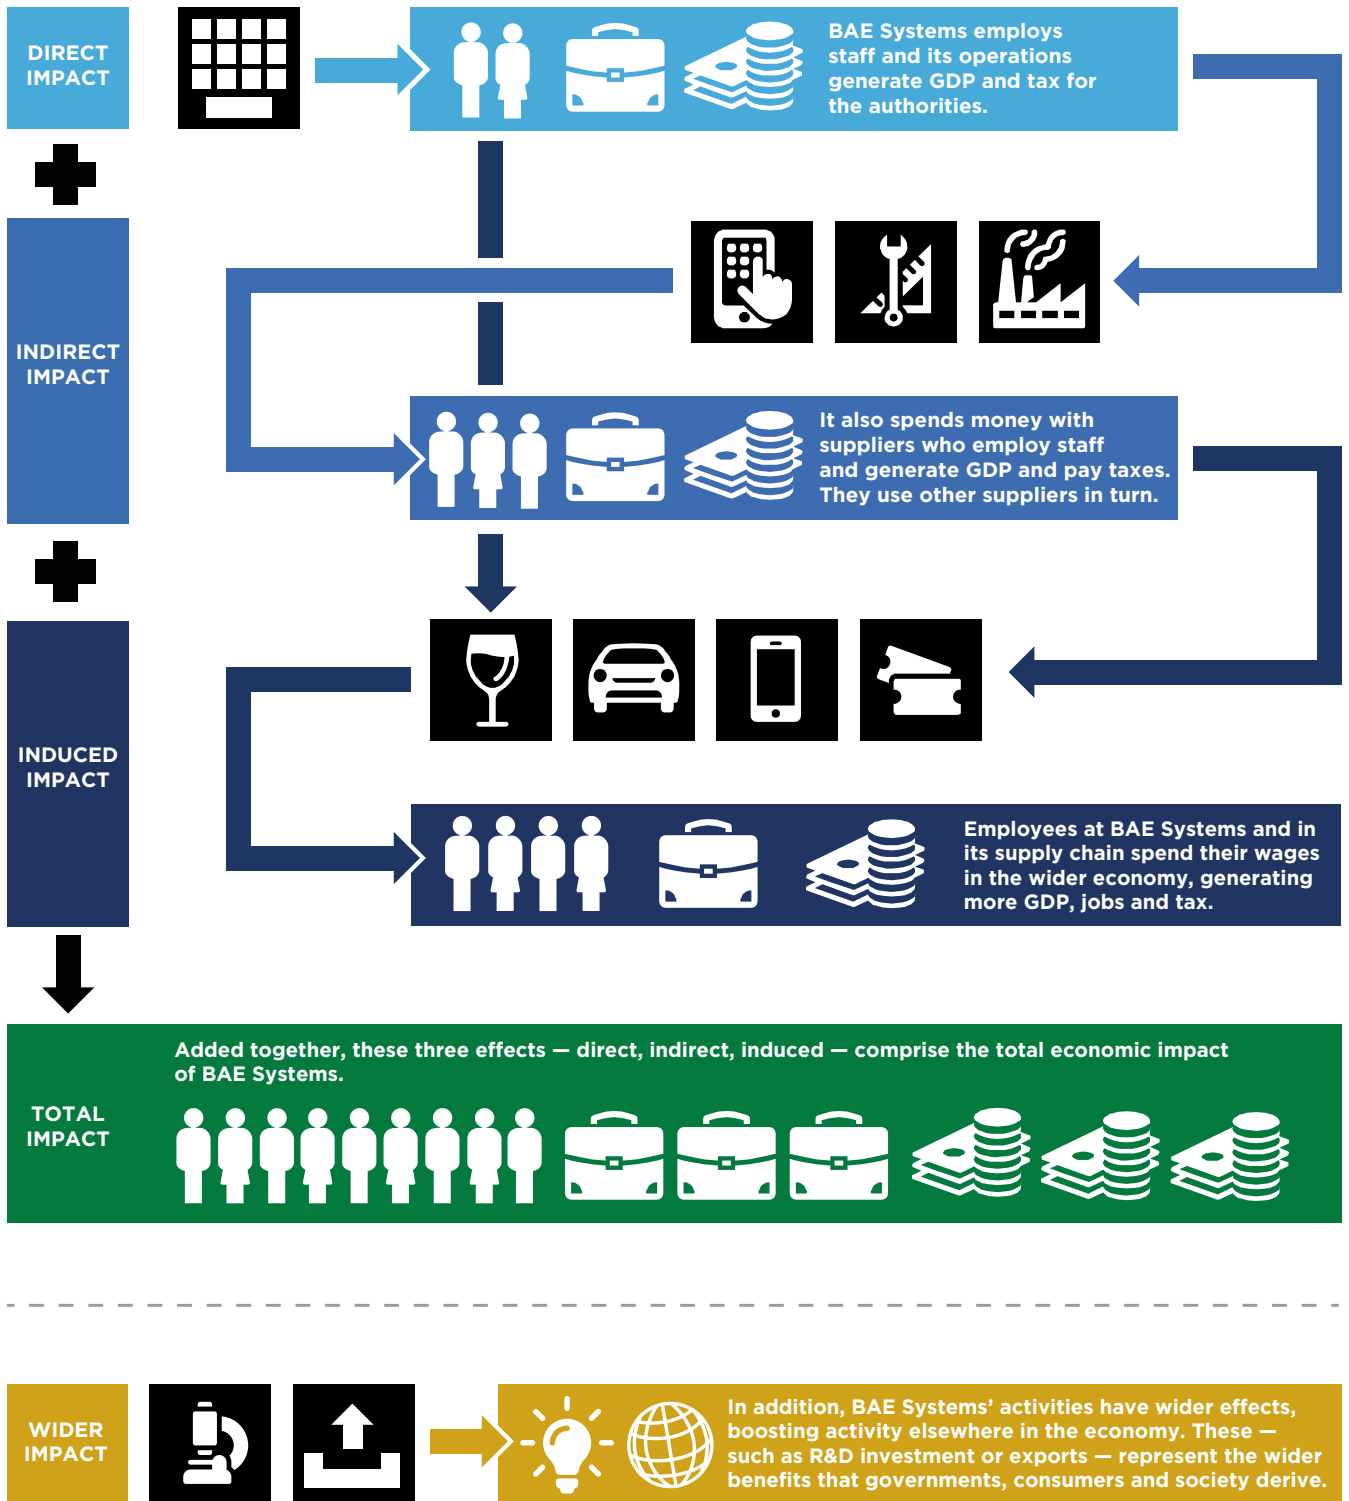 DIRECT
IMPACT
BAE Systems employs
staff and its operations
generate GDP and tax for
the authorities.
INDIRECT
IMPACT
It also spends money with
suppliers who employ staff
and generate GDP and pay taxes.
They use other suppliers in turn.
INDUCED
IMPACT
Employees at BAE Systems and in
its supply chain spend their wages
in the wider economy, generating
more GDP, jobs and tax.
TOTAL
IMPACT
Added together, these three effects — direct, indirect, induced — comprise the total economic impact
of BAE Systems.
WIDER
IMPACT
In addition, BAE Systems’ activities have wider effects,
boosting activity elsewhere in the economy. These —
such as R&D investment or exports — represent the wider
benefits that governments, consumers and society derive.